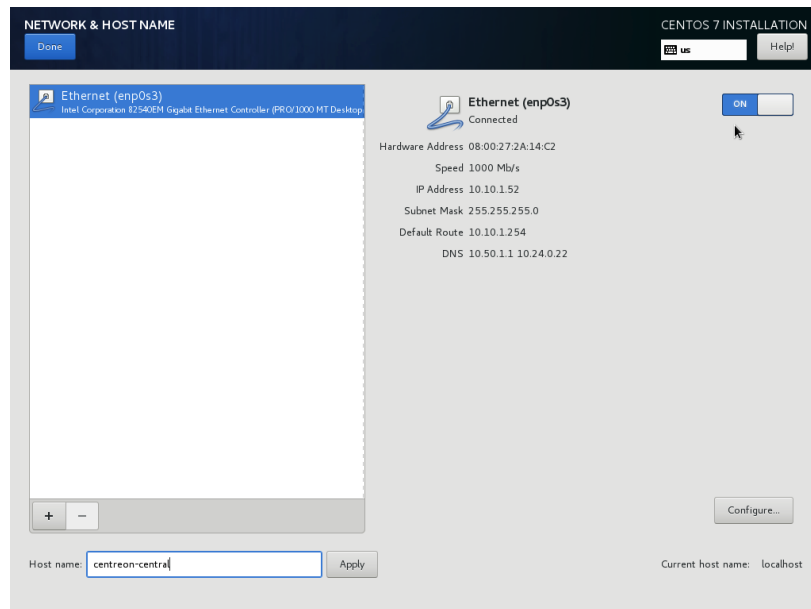 NETWORK & HOST NAME
CENTOS 7 INSTALLATION
Done
us
Help!
Ethernet (enp0s3)
Intel Corporation 82540EM Gigabit Ethernet Controller (PRO/1000 MT Desktop
Ethernet (enp0s3)
Connected
ON
Hardware Address 08:00:27:2A:14:C2
Speed 1000 Mb/s
IP Address 10.10.1.52
Subnet Mask 255.255.255.0
Default Route 10.10.1.254
DNS 10.50.1.1 10.24.0.22
+ −
Configure...
Host name: centreon-central Apply
Current host name: localhost